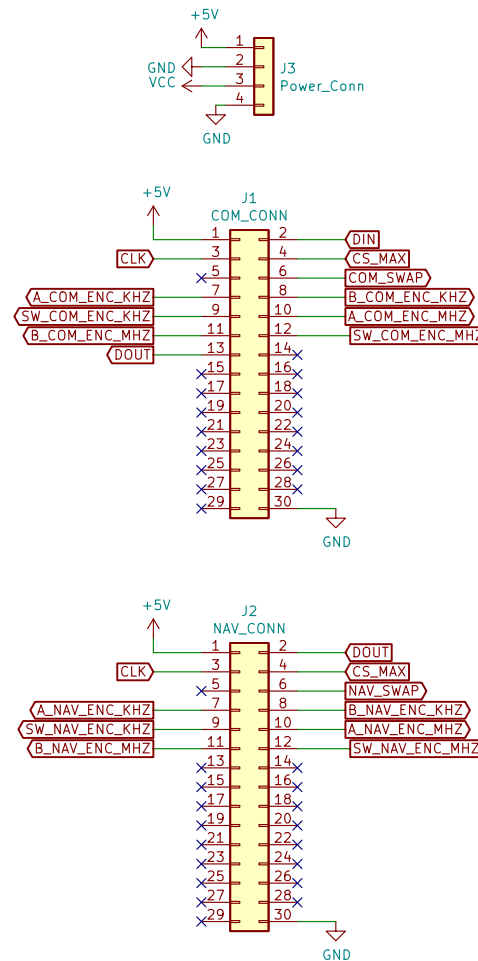 +5V
1
GND 2 J3
VCC 3 Power_Conn
4
GND
+5V
J1
COM_CONN
1 2 DIN
CLK 3 4 CS_MAX
5 6 COM_SWAP
A_COM_ENC_KHZ 7 8 B_COM_ENC_KHZ
SW_COM_ENC_KHZ 9 10 A_COM_ENC_MHZ
B_COM_ENC_MHZ 11 12 SW_COM_ENC_MHZ
DOUT 13 14
15 16
17 18
19 20
21 22
23 24
25 26
27 28
29 30
GND
+5V
J2
NAV_CONN
1 2 DOUT
CLK 3 4 CS_MAX
5 6 NAV_SWAP
A_NAV_ENC_KHZ 7 8 B_NAV_ENC_KHZ
SW_NAV_ENC_KHZ 9 10 A_NAV_ENC_MHZ
B_NAV_ENC_MHZ 11 12 SW_NAV_ENC_MHZ
13 14
15 16
17 18
19 20
21 22
23 24
25 26
27 28
29 30
GND